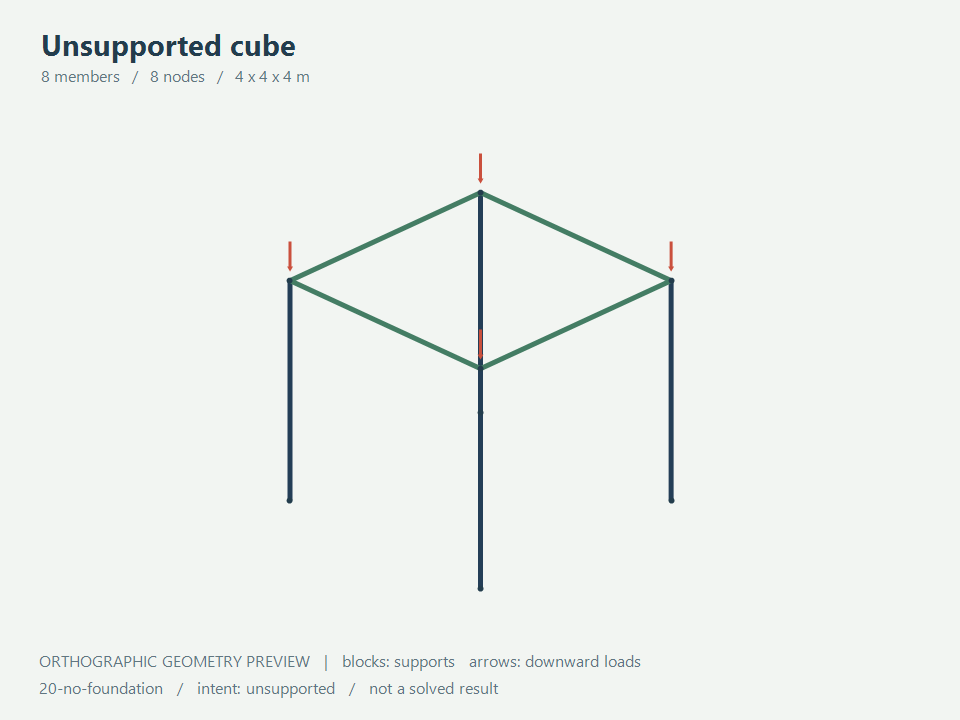 Unsupported cube
8 members / 8 nodes / 4 x 4 x 4 m
ORTHOGRAPHIC GEOMETRY PREVIEW | blocks: supports arrows: downward loads
20-no-foundation / intent: unsupported / not a solved result